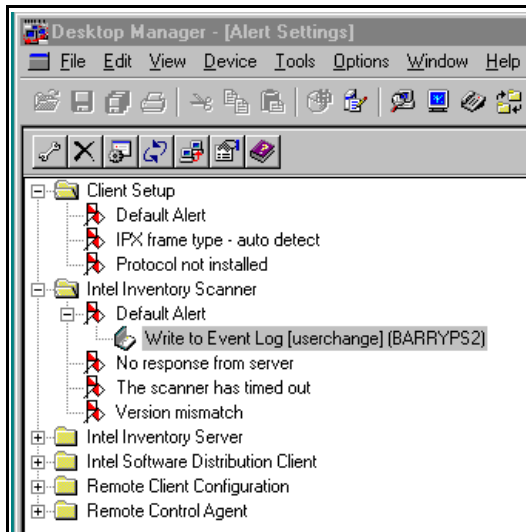 Desktop Manager - [Alert Settings]
File Edit View Device Tools Options Window Help
Client Setup
Default Alert
IPX frame type - auto detect
Protocol not installed
Intel Inventory Scanner
Default Alert
Write to Event Log [userchange] (BARRYPS2)
No response from server
The scanner has timed out
Version mismatch
Intel Inventory Server
Intel Software Distribution Client
Remote Client Configuration
Remote Control Agent